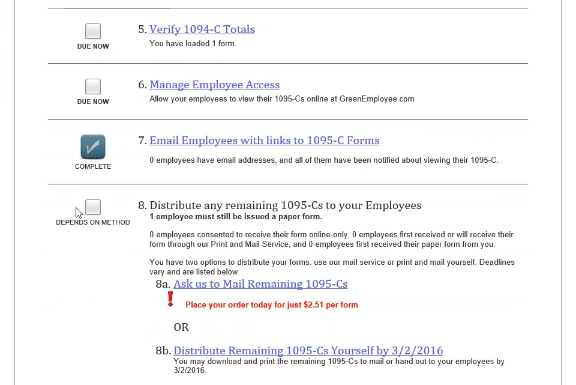 5. Verify 1094-C Totals
DUE NOW
You have loaded 1 form.
6. Manage Employee Access
DUE NOW
Allow your employees to view their 1095-Cs online at GreenEmployee.com
7. Email Employees with links to 1095-C Forms
COMPLETE
0 employees have email addresses, and all of them have been notified about viewing their 1095-C.
8. Distribute any remaining 1095-Cs to your Employees
DEPENDS ON METHOD
1 employee must still be issued a paper form.
0 employees consented to receive their form online-only, 0 employees first received or will receive their
form through our Print and Mail Service, and 0 employees first received their paper form from you.
You have two options to distribute your forms: use our mail service or print and mail yourself. Deadlines
vary and are listed below.
8a. Ask us to Mail Remaining 1095-Cs
Place your order today for just $2.51 per form
OR
8b. Distribute Remaining 1095-Cs Yourself by 3/2/2016
You may download and print the remaining 1095-Cs to mail or hand out to your employees by
3/2/2016.